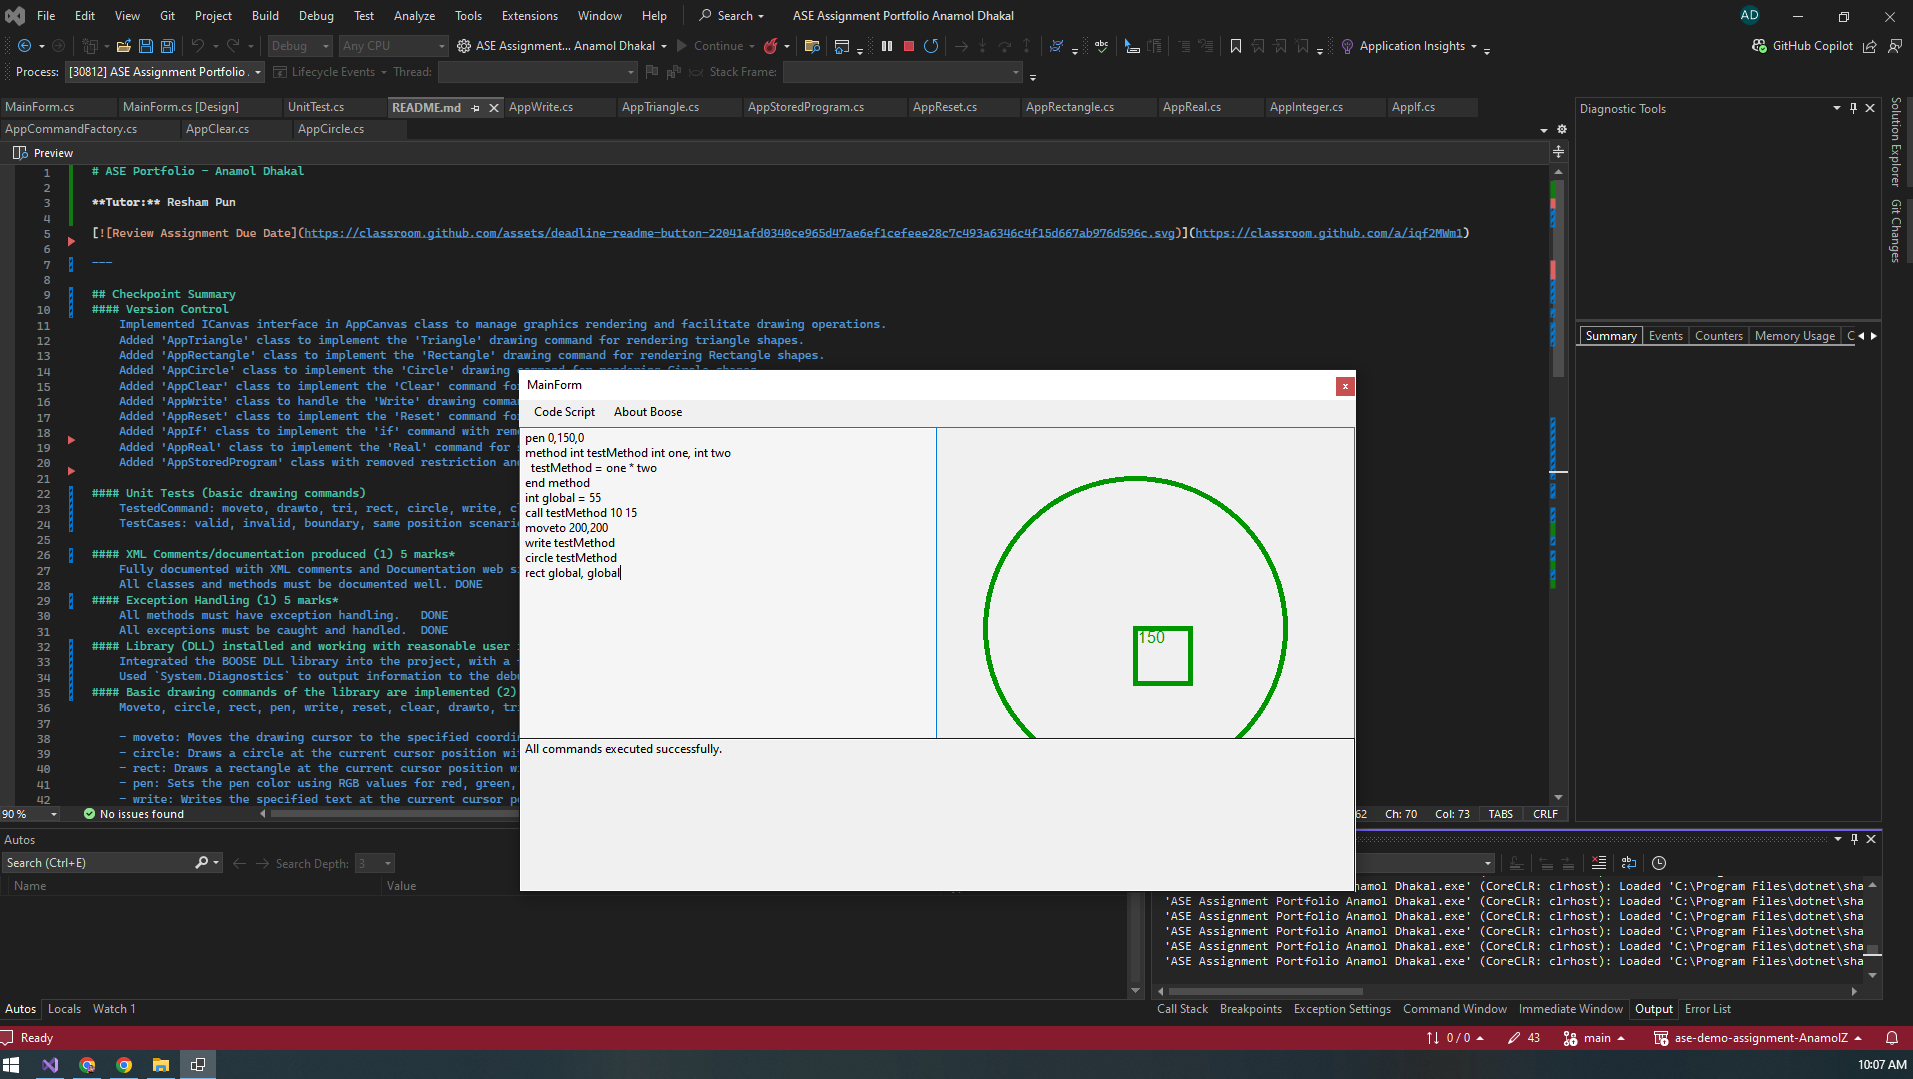 File Edit View Git Project Build Debug Test Analyze Tools Extensions Window Help Search ASE Assignment Portfolio Anamol Dhakal AD
Debug Any CPU ASE Assignment... Anamol Dhakal Continue Application Insights GitHub Copilot
Process: [30812] ASE Assignment Portfolio Lifecycle Events Thread: Stack Frame:
MainForm.cs MainForm.cs [Design] UnitTest.cs README.md AppWrite.cs AppTriangle.cs AppStoredProgram.cs AppReset.cs AppRectangle.cs AppReal.cs AppInteger.cs AppIf.cs
AppCommandFactory.cs AppClear.cs AppCircle.cs
Preview
1 # ASE Portfolio - Anamol Dhakal
2
3 **Tutor:** Resham Pun
4
5 [![Review Assignment Due Date](https://classroom.github.com/assets/deadline-readme-button-22041afd0340ce965d47ae6ef1cefeee28c7c493a6346c4f15d667ab976d596c.svg)](https://classroom.github.com/a/iqf2MWm1)
6
7 ---
8
9 ## Checkpoint Summary
10 #### Version Control
11 Implemented ICanvas interface in AppCanvas class to manage graphics rendering and facilitate drawing operations.
12 Added 'AppTriangle' class to implement the 'Triangle' drawing command for rendering triangle shapes.
13 Added 'AppRectangle' class to implement the 'Rectangle' drawing command for rendering Rectangle shapes.
14 Added 'AppCircle' class to implement the 'Circle' drawing command for rendering Circle shapes.
15 Added 'AppClear' class to implement the 'Clear' command fo
16 Added 'AppWrite' class to handle the 'Write' drawing comma
17 Added 'AppReset' class to implement the 'Reset' command fo
18 Added 'AppIf' class to implement the 'if' command with rem
19 Added 'AppReal' class to implement the 'Real' command for
20 Added 'AppStoredProgram' class with removed restriction an
21
22 #### Unit Tests (basic drawing commands)
23 TestedCommand: moveto, drawto, tri, rect, circle, write, c
24 TestCases: valid, invalid, boundary, same position scenari
25
26 #### XML Comments/documentation produced (1) 5 marks*
27 Fully documented with XML comments and Documentation web s
28 All classes and methods must be documented well. DONE
29 #### Exception Handling (1) 5 marks*
30 All methods must have exception handling. DONE
31 All exceptions must be caught and handled. DONE
32 #### Library (DLL) installed and working with reasonable user
33 Integrated the BOOSE DLL library into the project, with a
34 Used `System.Diagnostics` to output information to the deb
35 #### Basic drawing commands of the library are implemented (2)
36 Moveto, circle, rect, pen, write, reset, clear, drawto, tr
37
38 - moveto: Moves the drawing cursor to the specified coordi
39 - circle: Draws a circle at the current cursor position wi
40 - rect: Draws a rectangle at the current cursor position w
41 - pen: Sets the pen color using RGB values for red, green,
42 - write: Writes the specified text at the current cursor p
90 % No issues found
62 Ch: 70 Col: 73 TABS CRLF
MainForm
Code Script About Boose
pen 0,150,0
method int testMethod int one, int two
testMethod = one * two
end method
int global = 55
call testMethod 10 15
moveto 200,200
write testMethod
circle testMethod
rect global, global
150
All commands executed successfully.
Diagnostic Tools
Summary Events Counters Memory Usage C
Solution Explorer
Git Changes
Autos
Search (Ctrl+E) Search Depth: 3
Name Value
Autos Locals Watch 1
namol Dhakal.exe' (CoreCLR: clrhost): Loaded 'C:\Program Files\dotnet\sha
'ASE Assignment Portfolio Anamol Dhakal.exe' (CoreCLR: clrhost): Loaded 'C:\Program Files\dotnet\sha
'ASE Assignment Portfolio Anamol Dhakal.exe' (CoreCLR: clrhost): Loaded 'C:\Program Files\dotnet\sha
'ASE Assignment Portfolio Anamol Dhakal.exe' (CoreCLR: clrhost): Loaded 'C:\Program Files\dotnet\sha
'ASE Assignment Portfolio Anamol Dhakal.exe' (CoreCLR: clrhost): Loaded 'C:\Program Files\dotnet\sha
'ASE Assignment Portfolio Anamol Dhakal.exe' (CoreCLR: clrhost): Loaded 'C:\Program Files\dotnet\sha
Call Stack Breakpoints Exception Settings Command Window Immediate Window Output Error List
Ready 0 / 0 43 main ase-demo-assignment-AnamolZ
10:07 AM